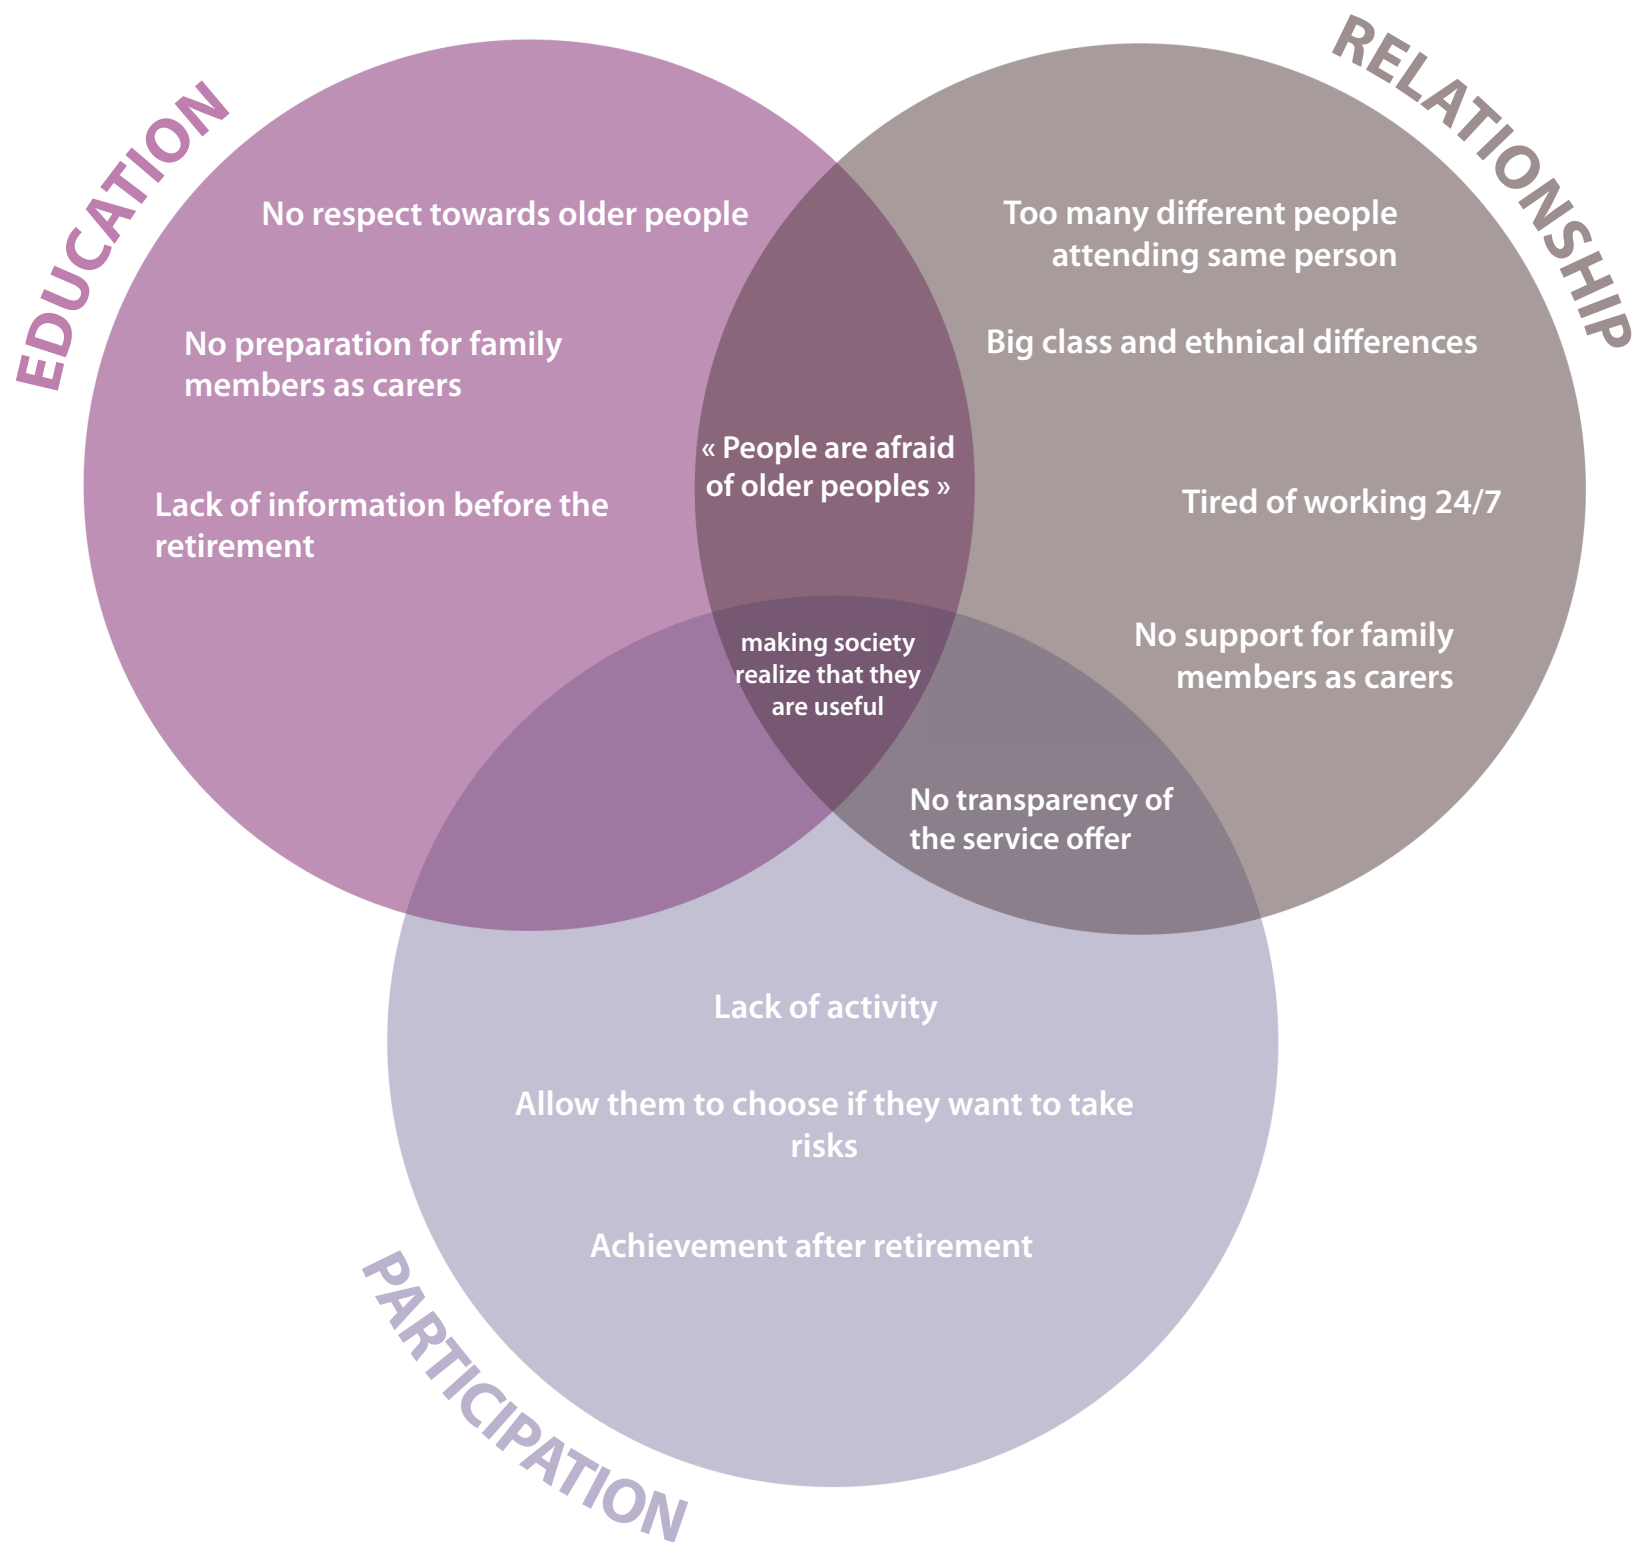 EDUCATION
No respect towards older people
No preparation for family
members as carers
Lack of information before the
retirement
RELATIONSHIP
Too many different people
attending same person
Big class and ethnical differences
Tired of working 24/7
No support for family
members as carers
« People are afraid
of older peoples »
making society
realize that they
are useful
No transparency of
the service offer
Lack of activity
Allow them to choose if they want to take
risks
Achievement after retirement
PARTICIPATION